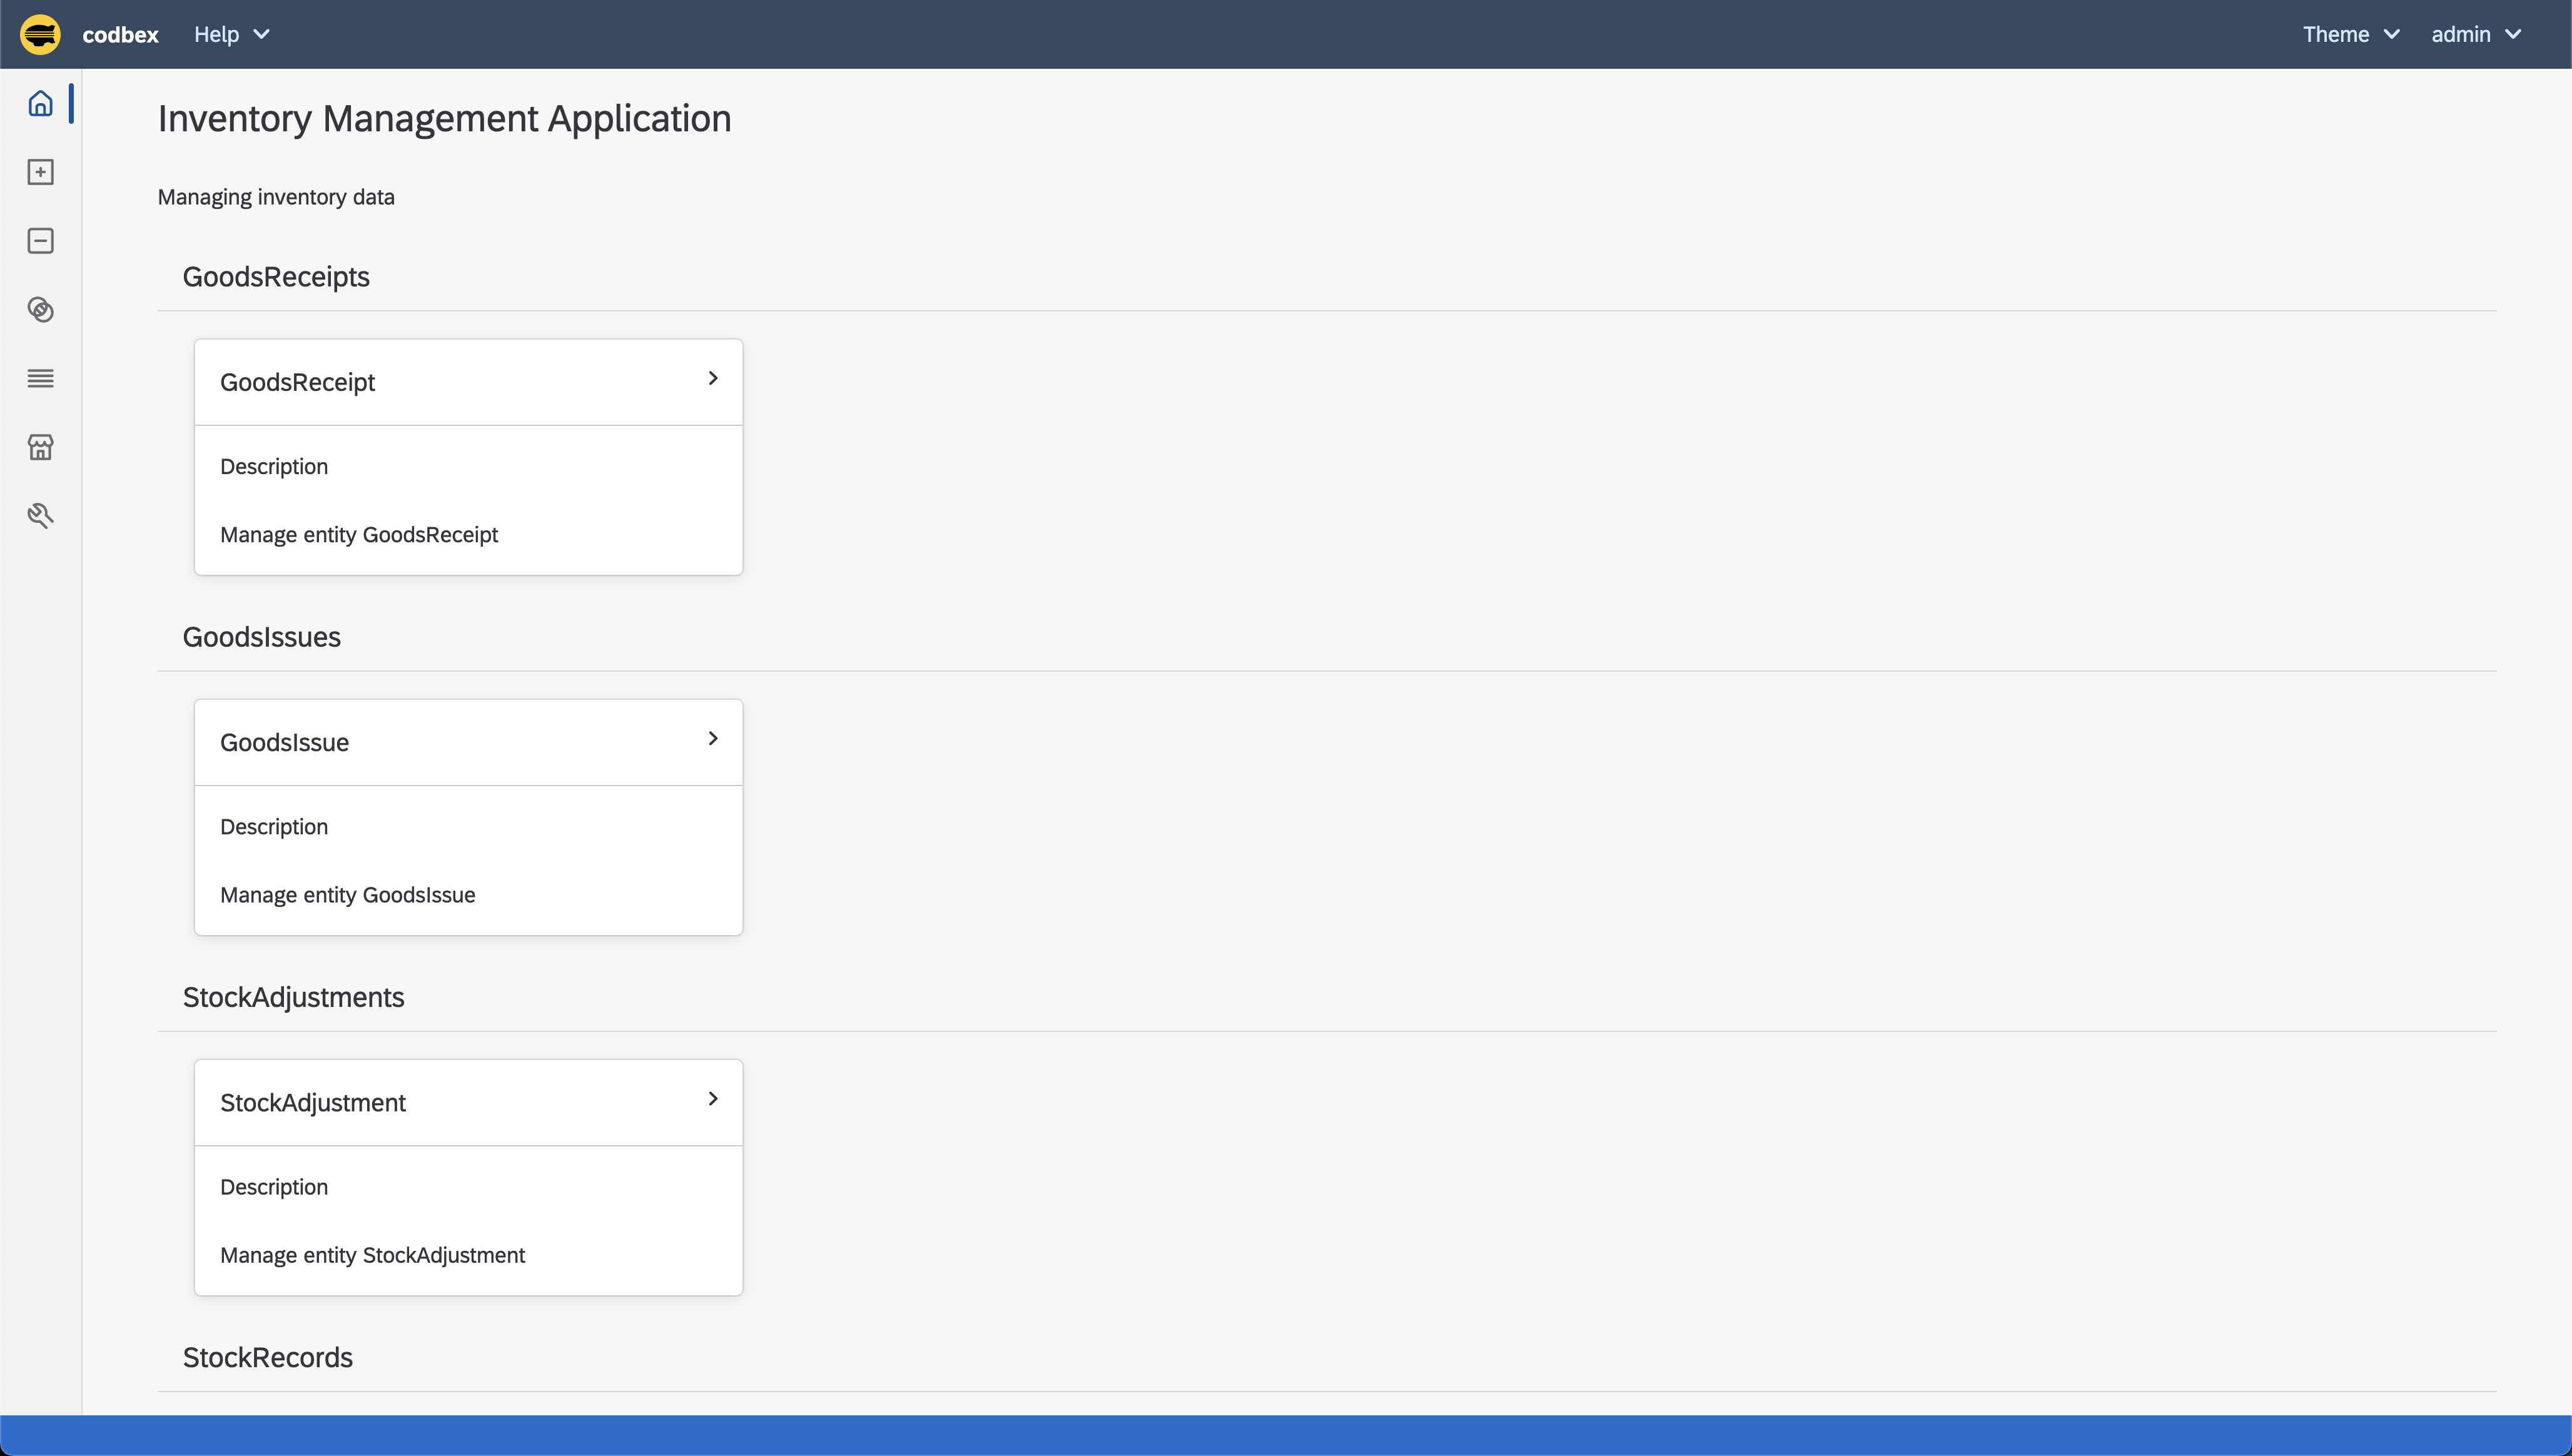 codbex Help Theme admin
Inventory Management Application
Managing inventory data
GoodsReceipts
GoodsReceipt
Description
Manage entity GoodsReceipt
GoodsIssues
GoodsIssue
Description
Manage entity GoodsIssue
StockAdjustments
StockAdjustment
Description
Manage entity StockAdjustment
StockRecords